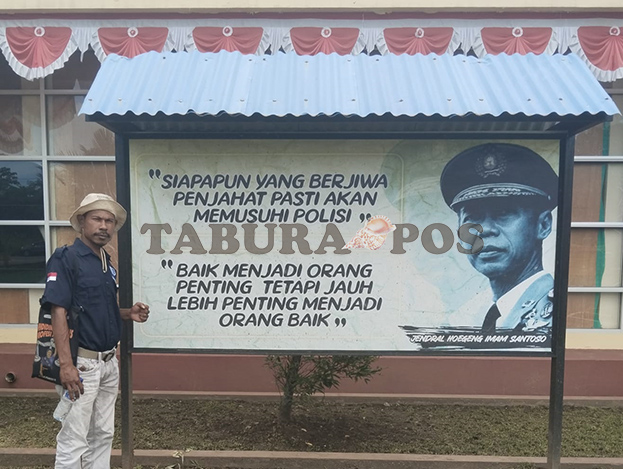 "SIAPAPUN YANG BERJIWA
PENJAHAT PASTI AKAN
MEMUSUHI POLISI "
TABURA POS
"BAIK MENJADI ORANG
PENTING TETAPI JAUH
LEBIH PENTING MENJADI
ORANG BAIK "
JENDRAL HOEGENG IMAM SANTOSO